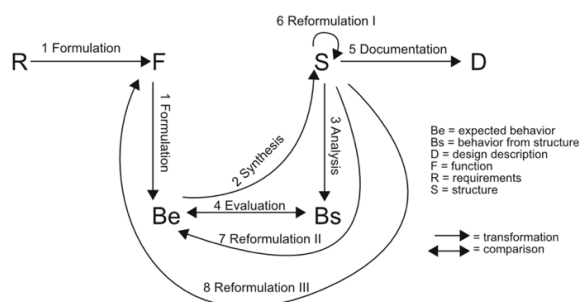 6 Reformulation I
1 Formulation
5 Documentation
R
F
S
D
1 Formulation
2 Synthesis
3 Analysis
Be = expected behavior
Bs = behavior from structure
D = design description
F = function
R = requirements
S = structure
Be
4 Evaluation
Bs
7 Reformulation II
= transformation
= comparison
8 Reformulation III